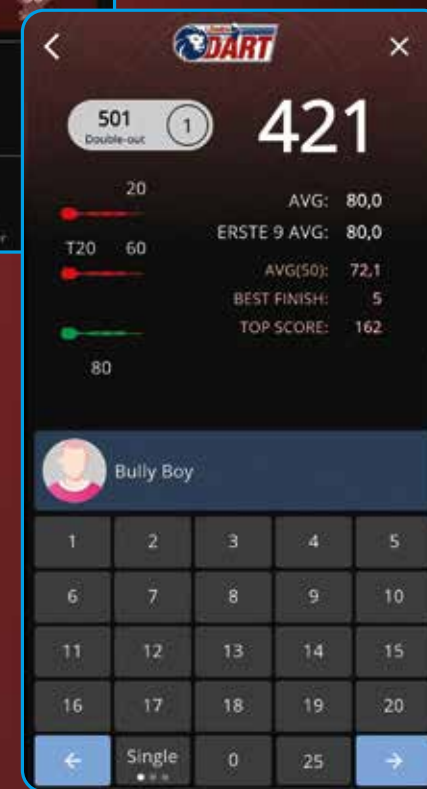 DART
501
Double-out
1
421
20
T20 60
80
AVG: 80,0
ERSTE 9 AVG: 80,0
AVG(50): 72,1
BEST FINISH: 5
TOP SCORE: 162
Bully Boy
1 2 3 4 5
6 7 8 9 10
11 12 13 14 15
16 17 18 19 20
Single 0 25